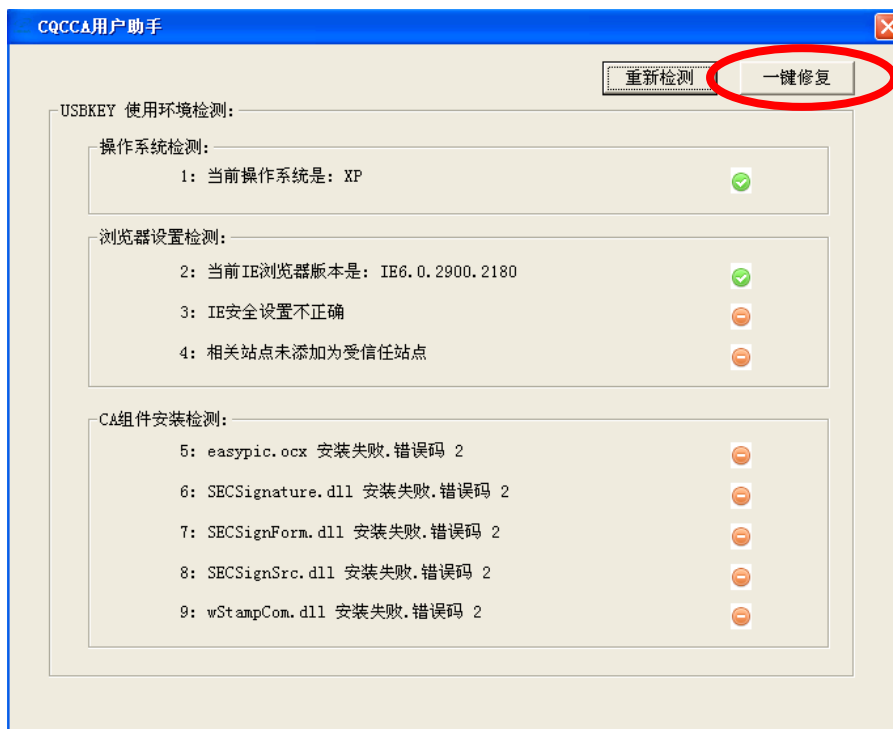 CQCCA用户助手
重新检测 一键修复
USBKEY 使用环境检测:
操作系统检测:
1: 当前操作系统是: XP
浏览器设置检测:
2: 当前IE浏览器版本是: IE6.0.2900.2180
3: IE安全设置不正确
4: 相关站点未添加为受信任站点
CA组件安装检测:
5: easypic.ocx 安装失败.错误码 2
6: SECSignature.dll 安装失败.错误码 2
7: SECSignForm.dll 安装失败.错误码 2
8: SECSignSrc.dll 安装失败.错误码 2
9: wStampCom.dll 安装失败.错误码 2